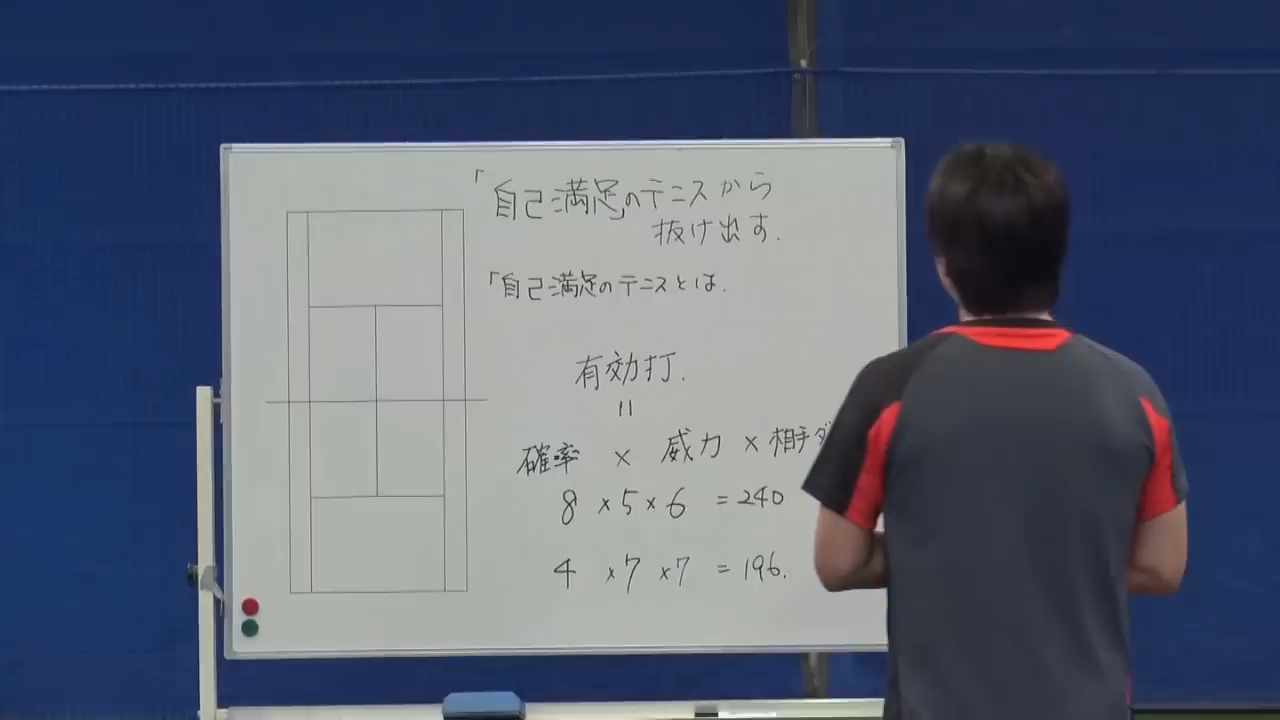 「自己満足」のテニスから
抜け出す.
「自己満足のテニスとは.
有効打.
=
確率 × 威力 × 相手ダ
8 × 5 × 6 = 240
4 × 7 × 7 = 196.